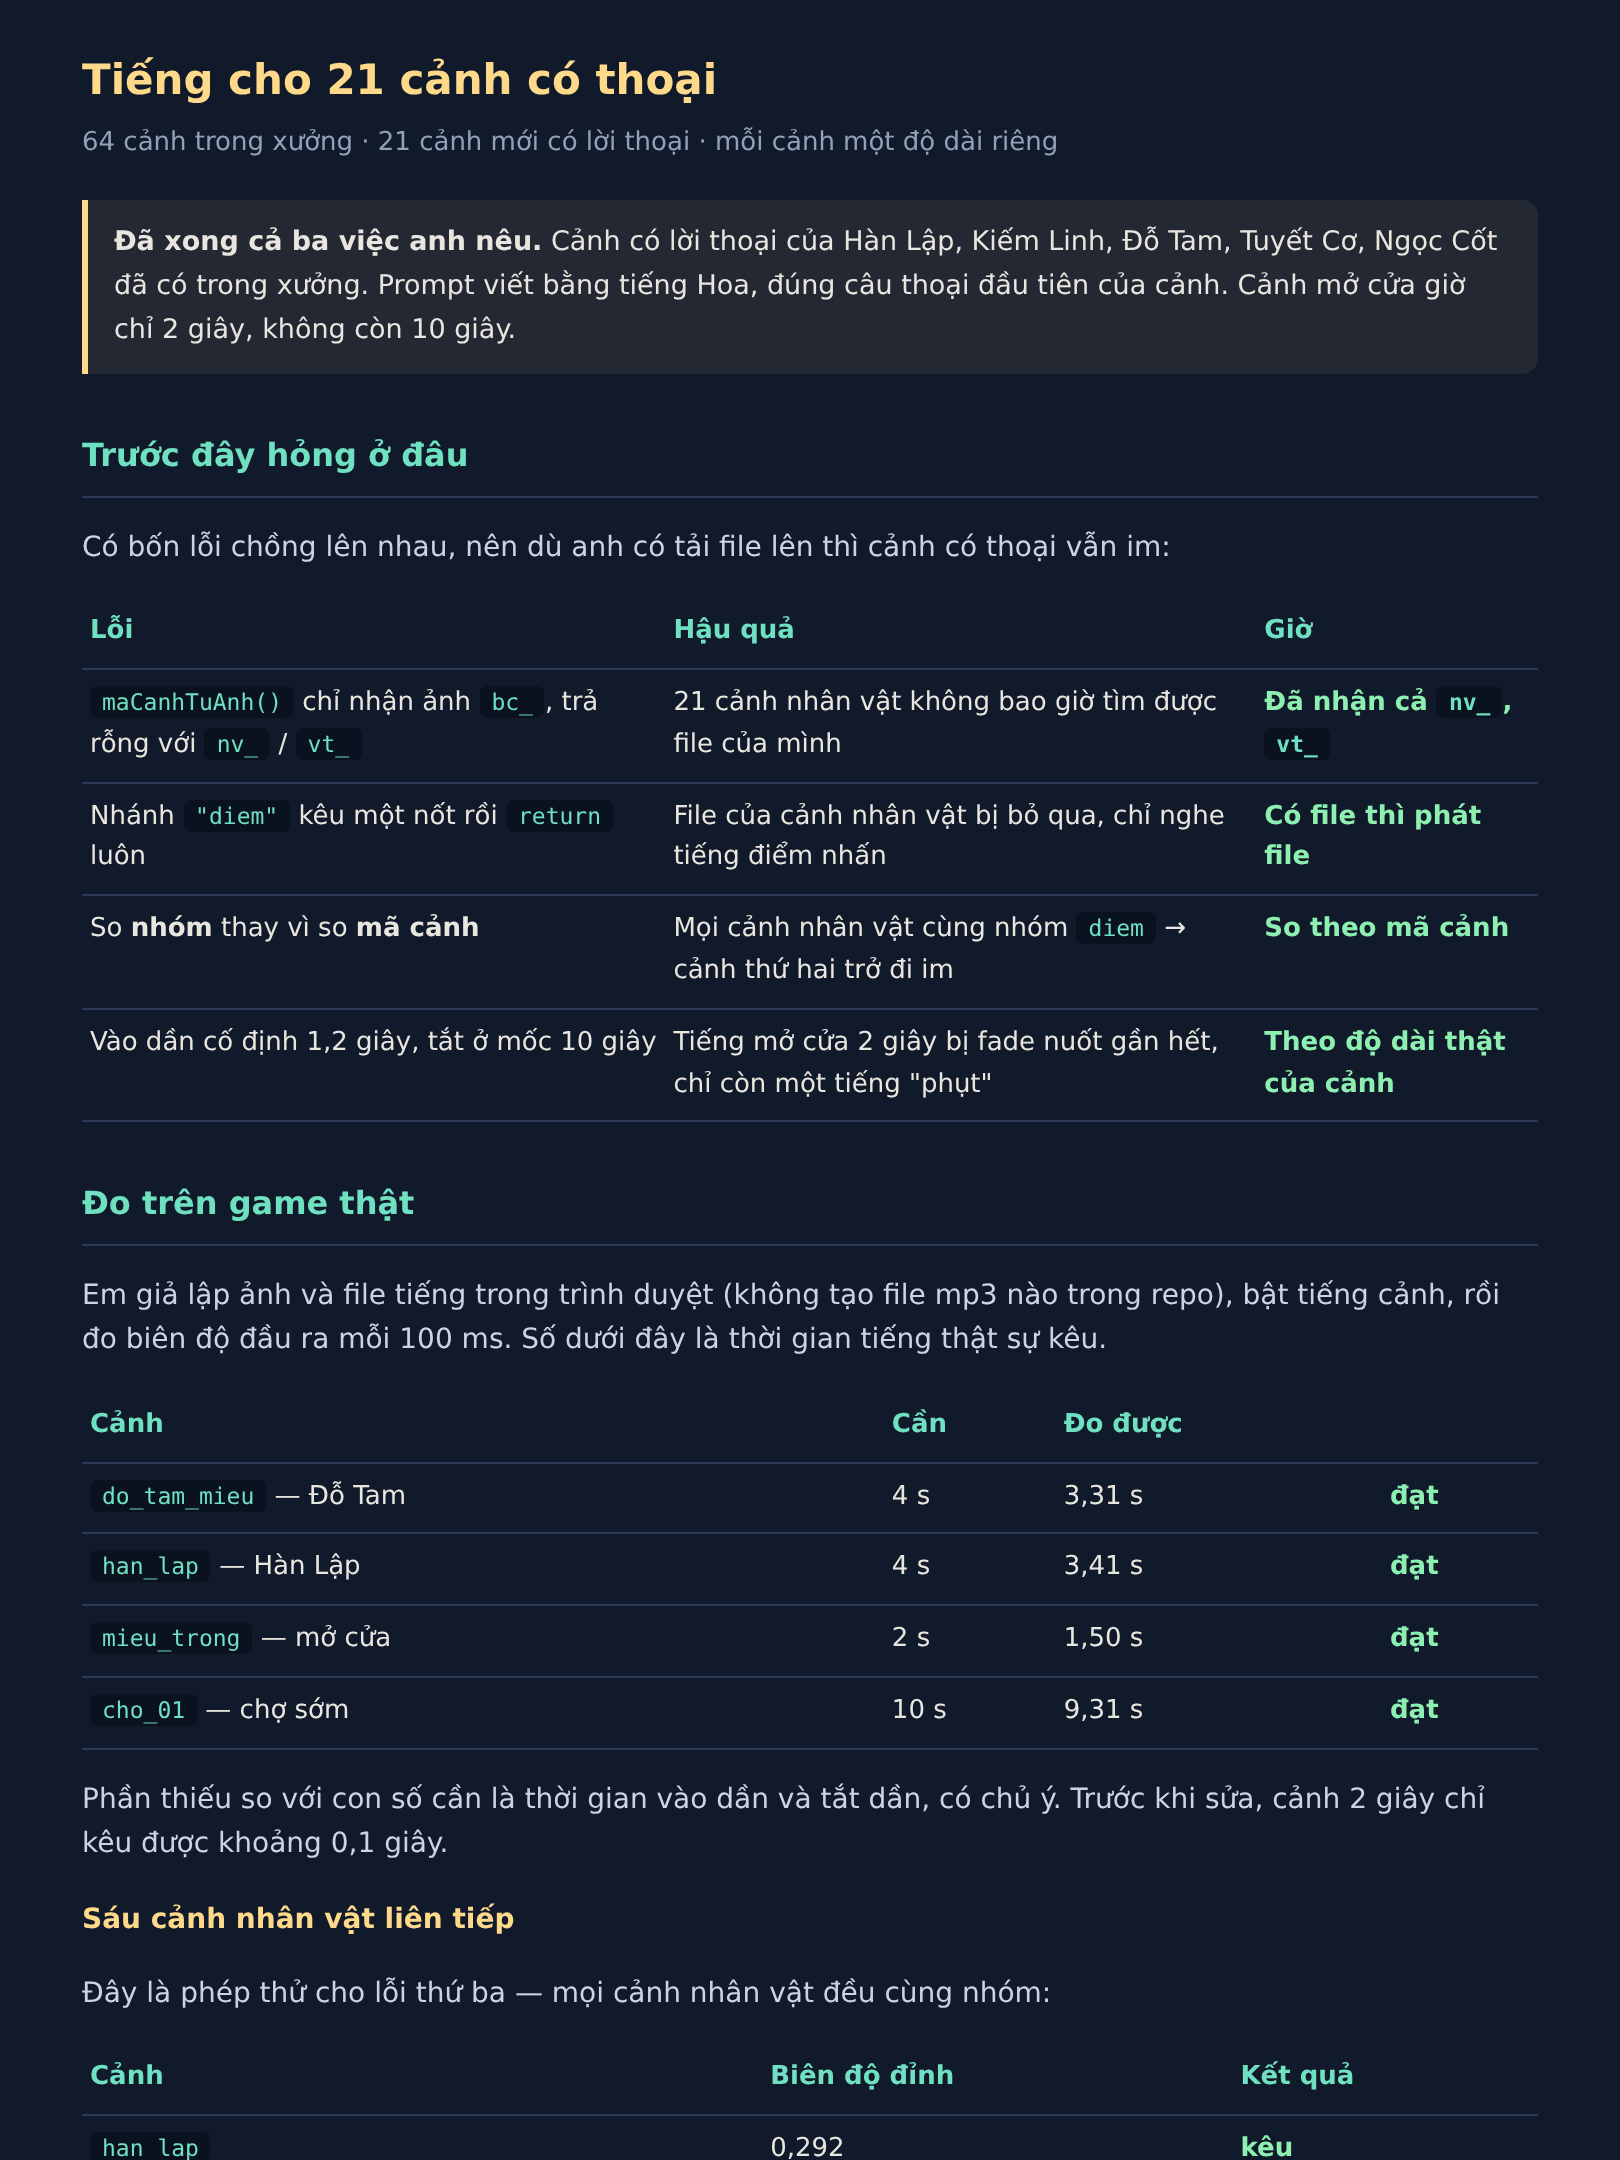 Tiếng cho 21 cảnh có thoại
64 cảnh trong xưởng · 21 cảnh mới có lời thoại · mỗi cảnh một độ dài riêng
Đã xong cả ba việc anh nêu. Cảnh có lời thoại của Hàn Lập, Kiếm Linh, Đỗ Tam, Tuyết Cơ, Ngọc Cốt
đã có trong xưởng. Prompt viết bằng tiếng Hoa, đúng câu thoại đầu tiên của cảnh. Cảnh mở cửa giờ
chỉ 2 giây, không còn 10 giây.
Trước đây hỏng ở đâu
Có bốn lỗi chồng lên nhau, nên dù anh có tải file lên thì cảnh có thoại vẫn im:
Lỗi Hậu quả Giờ
maCanhTuAnh() chỉ nhận ảnh bc_, trả 21 cảnh nhân vật không bao giờ tìm được Đã nhận cả nv_,
rỗng với nv_ / vt_ file của mình vt_
Nhánh "diem" kêu một nốt rồi return File của cảnh nhân vật bị bỏ qua, chỉ nghe Có file thì phát
luôn tiếng điểm nhấn file
So nhóm thay vì so mã cảnh Mọi cảnh nhân vật cùng nhóm diem → So theo mã cảnh
cảnh thứ hai trở đi im
Vào dần cố định 1,2 giây, tắt ở mốc 10 giây Tiếng mở cửa 2 giây bị fade nuốt gần hết, Theo độ dài thật
chỉ còn một tiếng "phụt" của cảnh
Đo trên game thật
Em giả lập ảnh và file tiếng trong trình duyệt (không tạo file mp3 nào trong repo), bật tiếng cảnh, rồi
đo biên độ đầu ra mỗi 100 ms. Số dưới đây là thời gian tiếng thật sự kêu.
Cảnh Cần Đo được
do_tam_mieu — Đỗ Tam 4 s 3,31 s đạt
han_lap — Hàn Lập 4 s 3,41 s đạt
mieu_trong — mở cửa 2 s 1,50 s đạt
cho_01 — chợ sớm 10 s 9,31 s đạt
Phần thiếu so với con số cần là thời gian vào dần và tắt dần, có chủ ý. Trước khi sửa, cảnh 2 giây chỉ
kêu được khoảng 0,1 giây.
Sáu cảnh nhân vật liên tiếp
Đây là phép thử cho lỗi thứ ba — mọi cảnh nhân vật đều cùng nhóm:
Cảnh Biên độ đỉnh Kết quả
han_lap 0,292 kêu